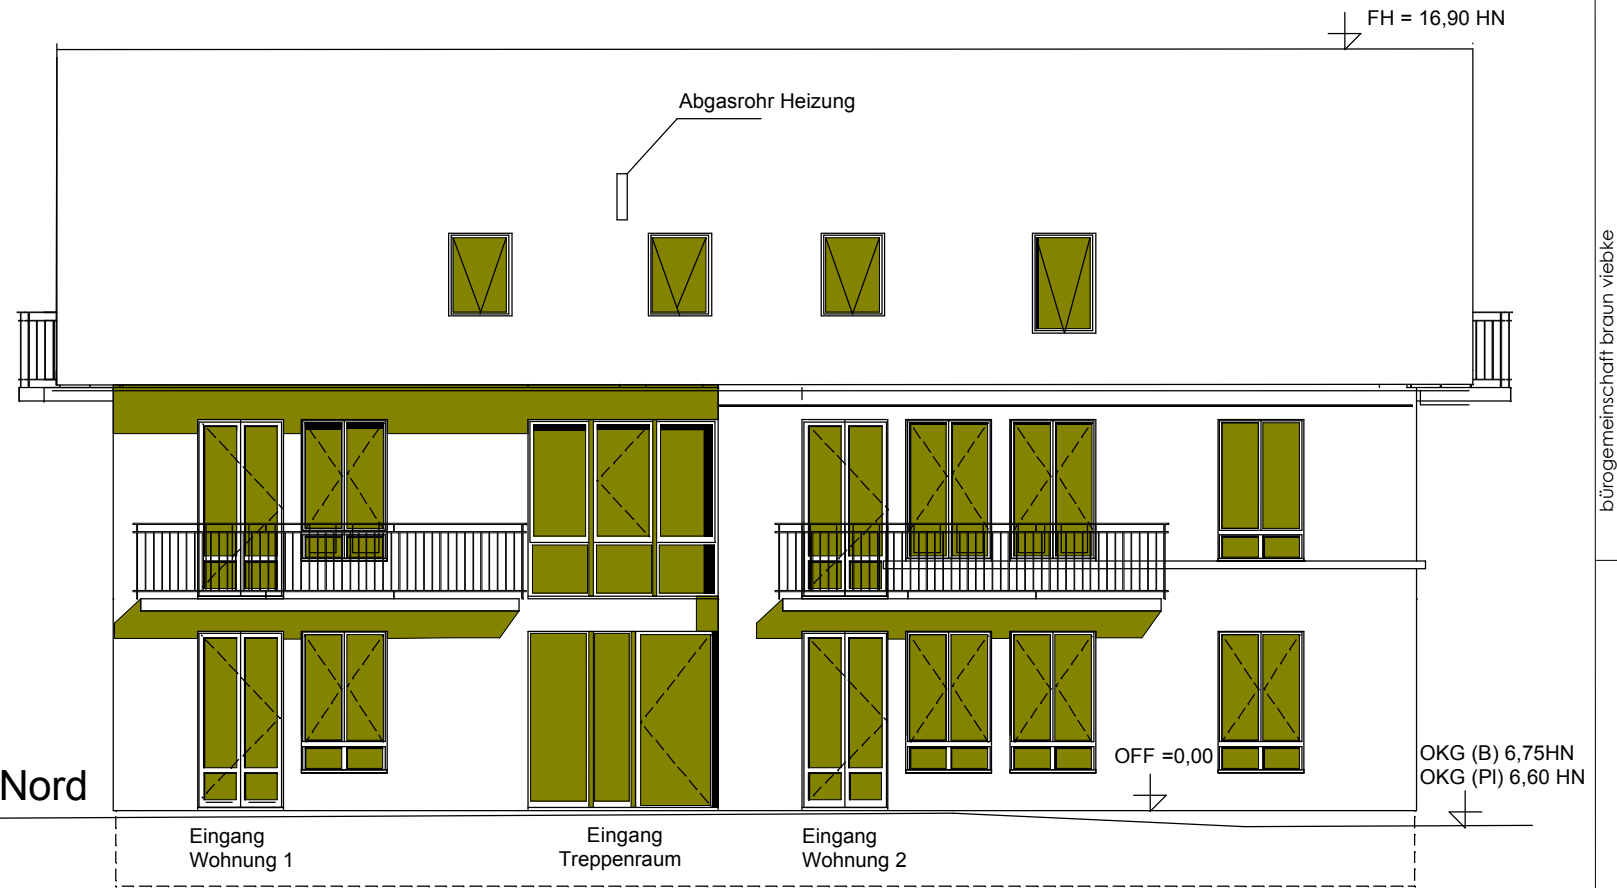 FH = 16,90 HN
Abgasrohr Heizung
bürogemeinschaft braun viebke
OFF =0,00
OKG (B) 6,75HN
OKG (Pl) 6,60 HN
Nord
Eingang
Wohnung 1
Eingang
Treppenraum
Eingang
Wohnung 2